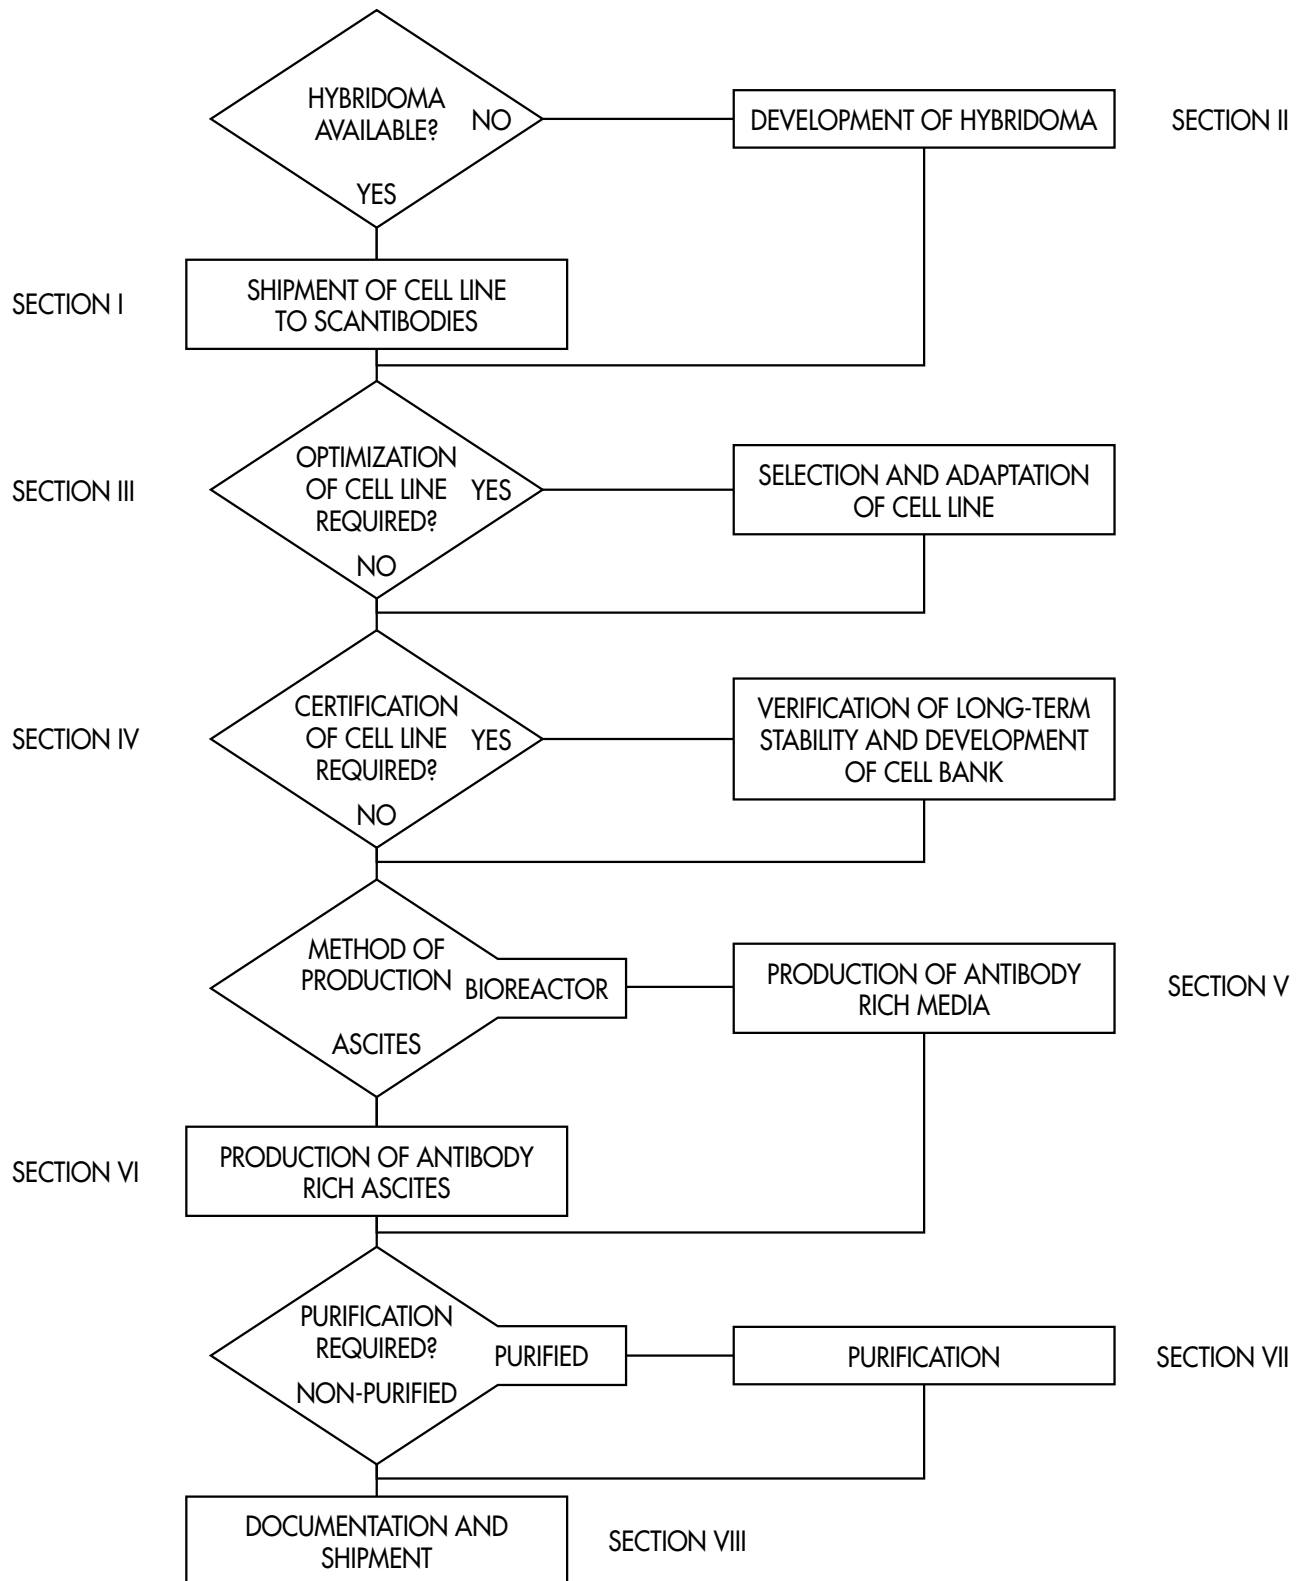 HYBRIDOMA
AVAILABLE?
NO
YES
DEVELOPMENT OF HYBRIDOMA
SECTION II
SECTION I
SHIPMENT OF CELL LINE
TO SCANTIBODIES
SECTION III
OPTIMIZATION
OF CELL LINE
REQUIRED?
YES
NO
SELECTION AND ADAPTATION
OF CELL LINE
SECTION IV
CERTIFICATION
OF CELL LINE
REQUIRED?
YES
NO
VERIFICATION OF LONG-TERM
STABILITY AND DEVELOPMENT
OF CELL BANK
METHOD OF
PRODUCTION
BIOREACTOR
ASCITES
PRODUCTION OF ANTIBODY
RICH MEDIA
SECTION V
SECTION VI
PRODUCTION OF ANTIBODY
RICH ASCITES
PURIFICATION
REQUIRED?
PURIFIED
NON-PURIFIED
PURIFICATION
SECTION VII
DOCUMENTATION AND
SHIPMENT
SECTION VIII